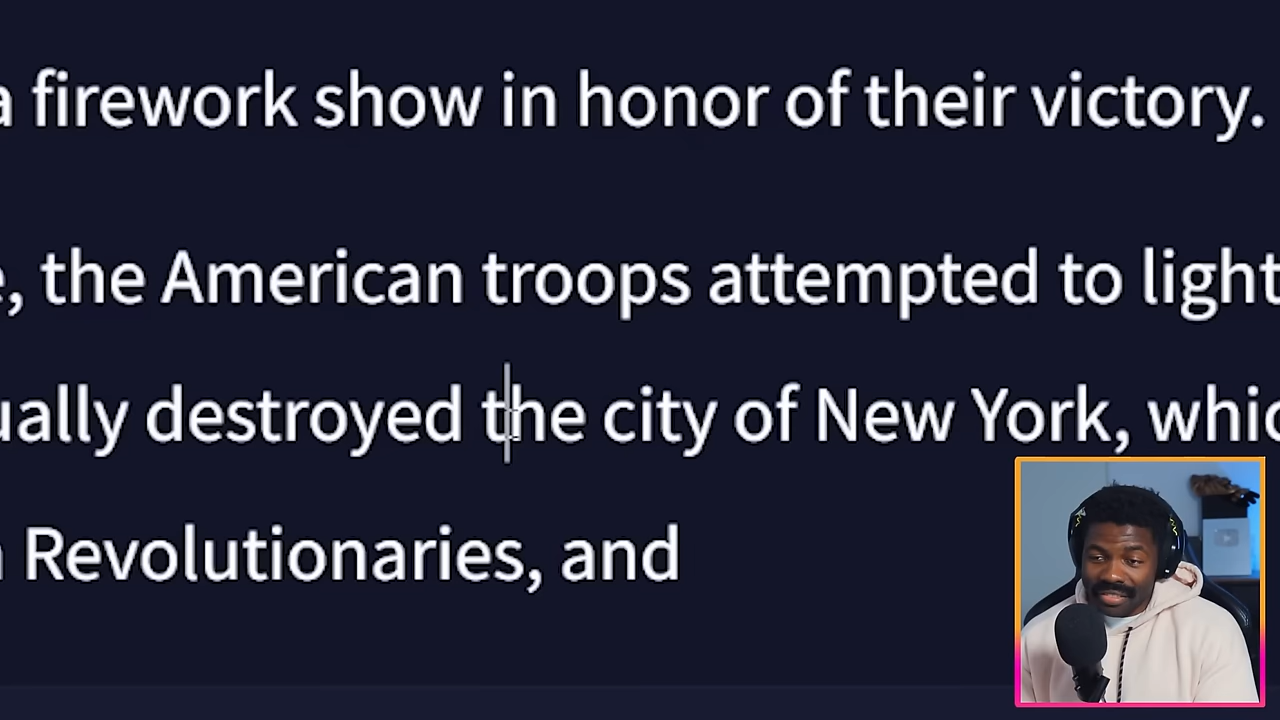 a firework show in honor of their victory.
e, the American troops attempted to light
ually destroyed the city of New York, whic
Revolutionaries, and